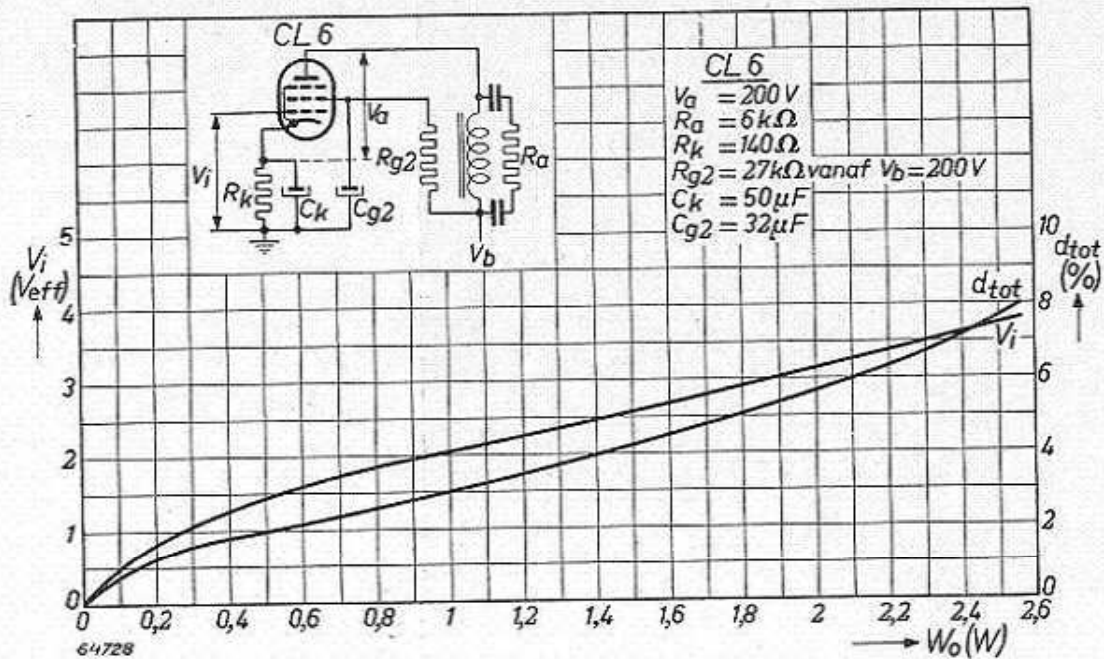 CL 6
Va
Vi
Rk
Ck
Cg2
Rg2
Ra
Vb
CL 6
Va = 200 V
Ra = 6 kΩ
Rk = 140 Ω
Rg2 = 27 kΩ vanaf Vb = 200 V
Ck = 50 µF
Cg2 = 32 µF
Vi
(Veff)
5
4
3
2
1
0
dtot
(%)
10
8
6
4
2
0
dtot
Vi
0 0,2 0,4 0,6 0,8 1 1,2 1,4 1,6 1,8 2 2,2 2,4 2,6
Wo (W)
64728